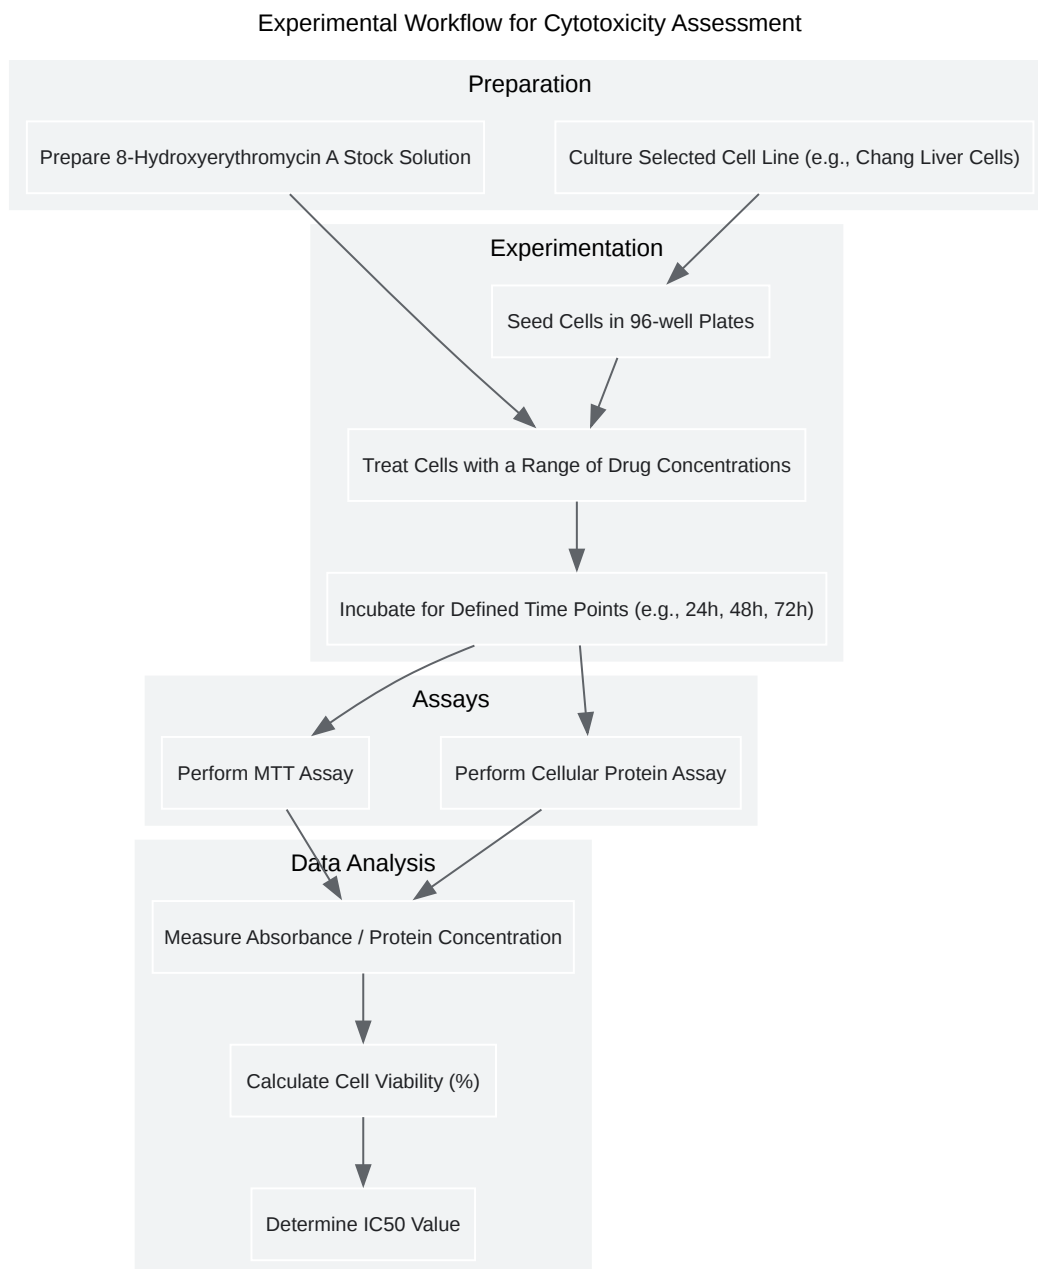 Experimental Workflow for Cytotoxicity Assessment
Preparation
Prepare 8-Hydroxyerythromycin A Stock Solution
Culture Selected Cell Line (e.g., Chang Liver Cells)
Experimentation
Seed Cells in 96-well Plates
Treat Cells with a Range of Drug Concentrations
Incubate for Defined Time Points (e.g., 24h, 48h, 72h)
Assays
Perform MTT Assay
Perform Cellular Protein Assay
Data Analysis
Measure Absorbance / Protein Concentration
Calculate Cell Viability (%)
Determine IC50 Value